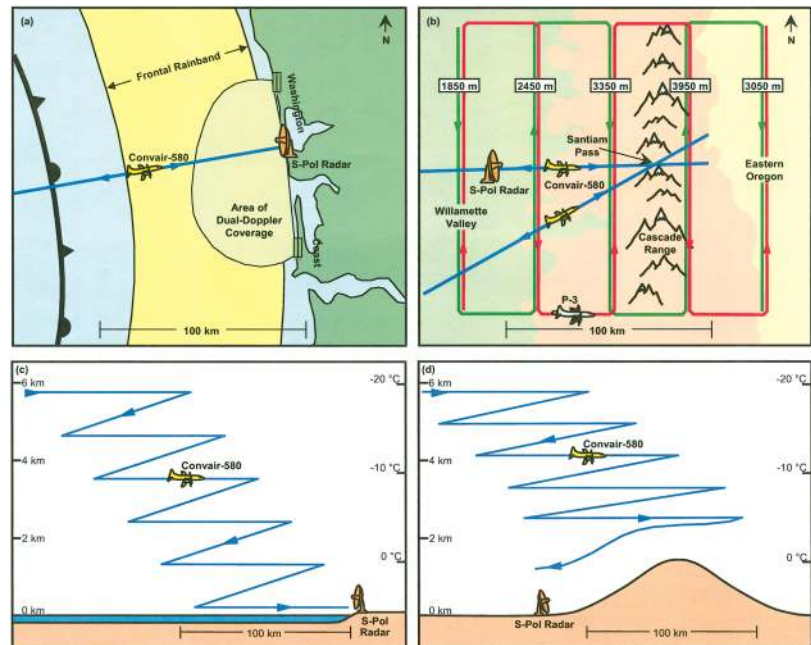 (a)
N
Frontal Rainband
Washington
Convair-580
S-Pol Radar
Area of
Dual-Doppler
Coverage
Coast
100 km
(b)
N
1850 m
2450 m
3350 m
3950 m
3050 m
Santiam
Pass
S-Pol Radar
Convair-580
Eastern
Oregon
Willamette
Valley
Cascade
Range
P-3
100 km
(c)
6 km
-20 °C
Convair-580
4 km
-10 °C
2 km
0 °C
0 km
S-Pol
Radar
100 km
(d)
6 km
-20 °C
Convair-580
4 km
-10 °C
2 km
0 °C
0 km
S-Pol Radar
100 km